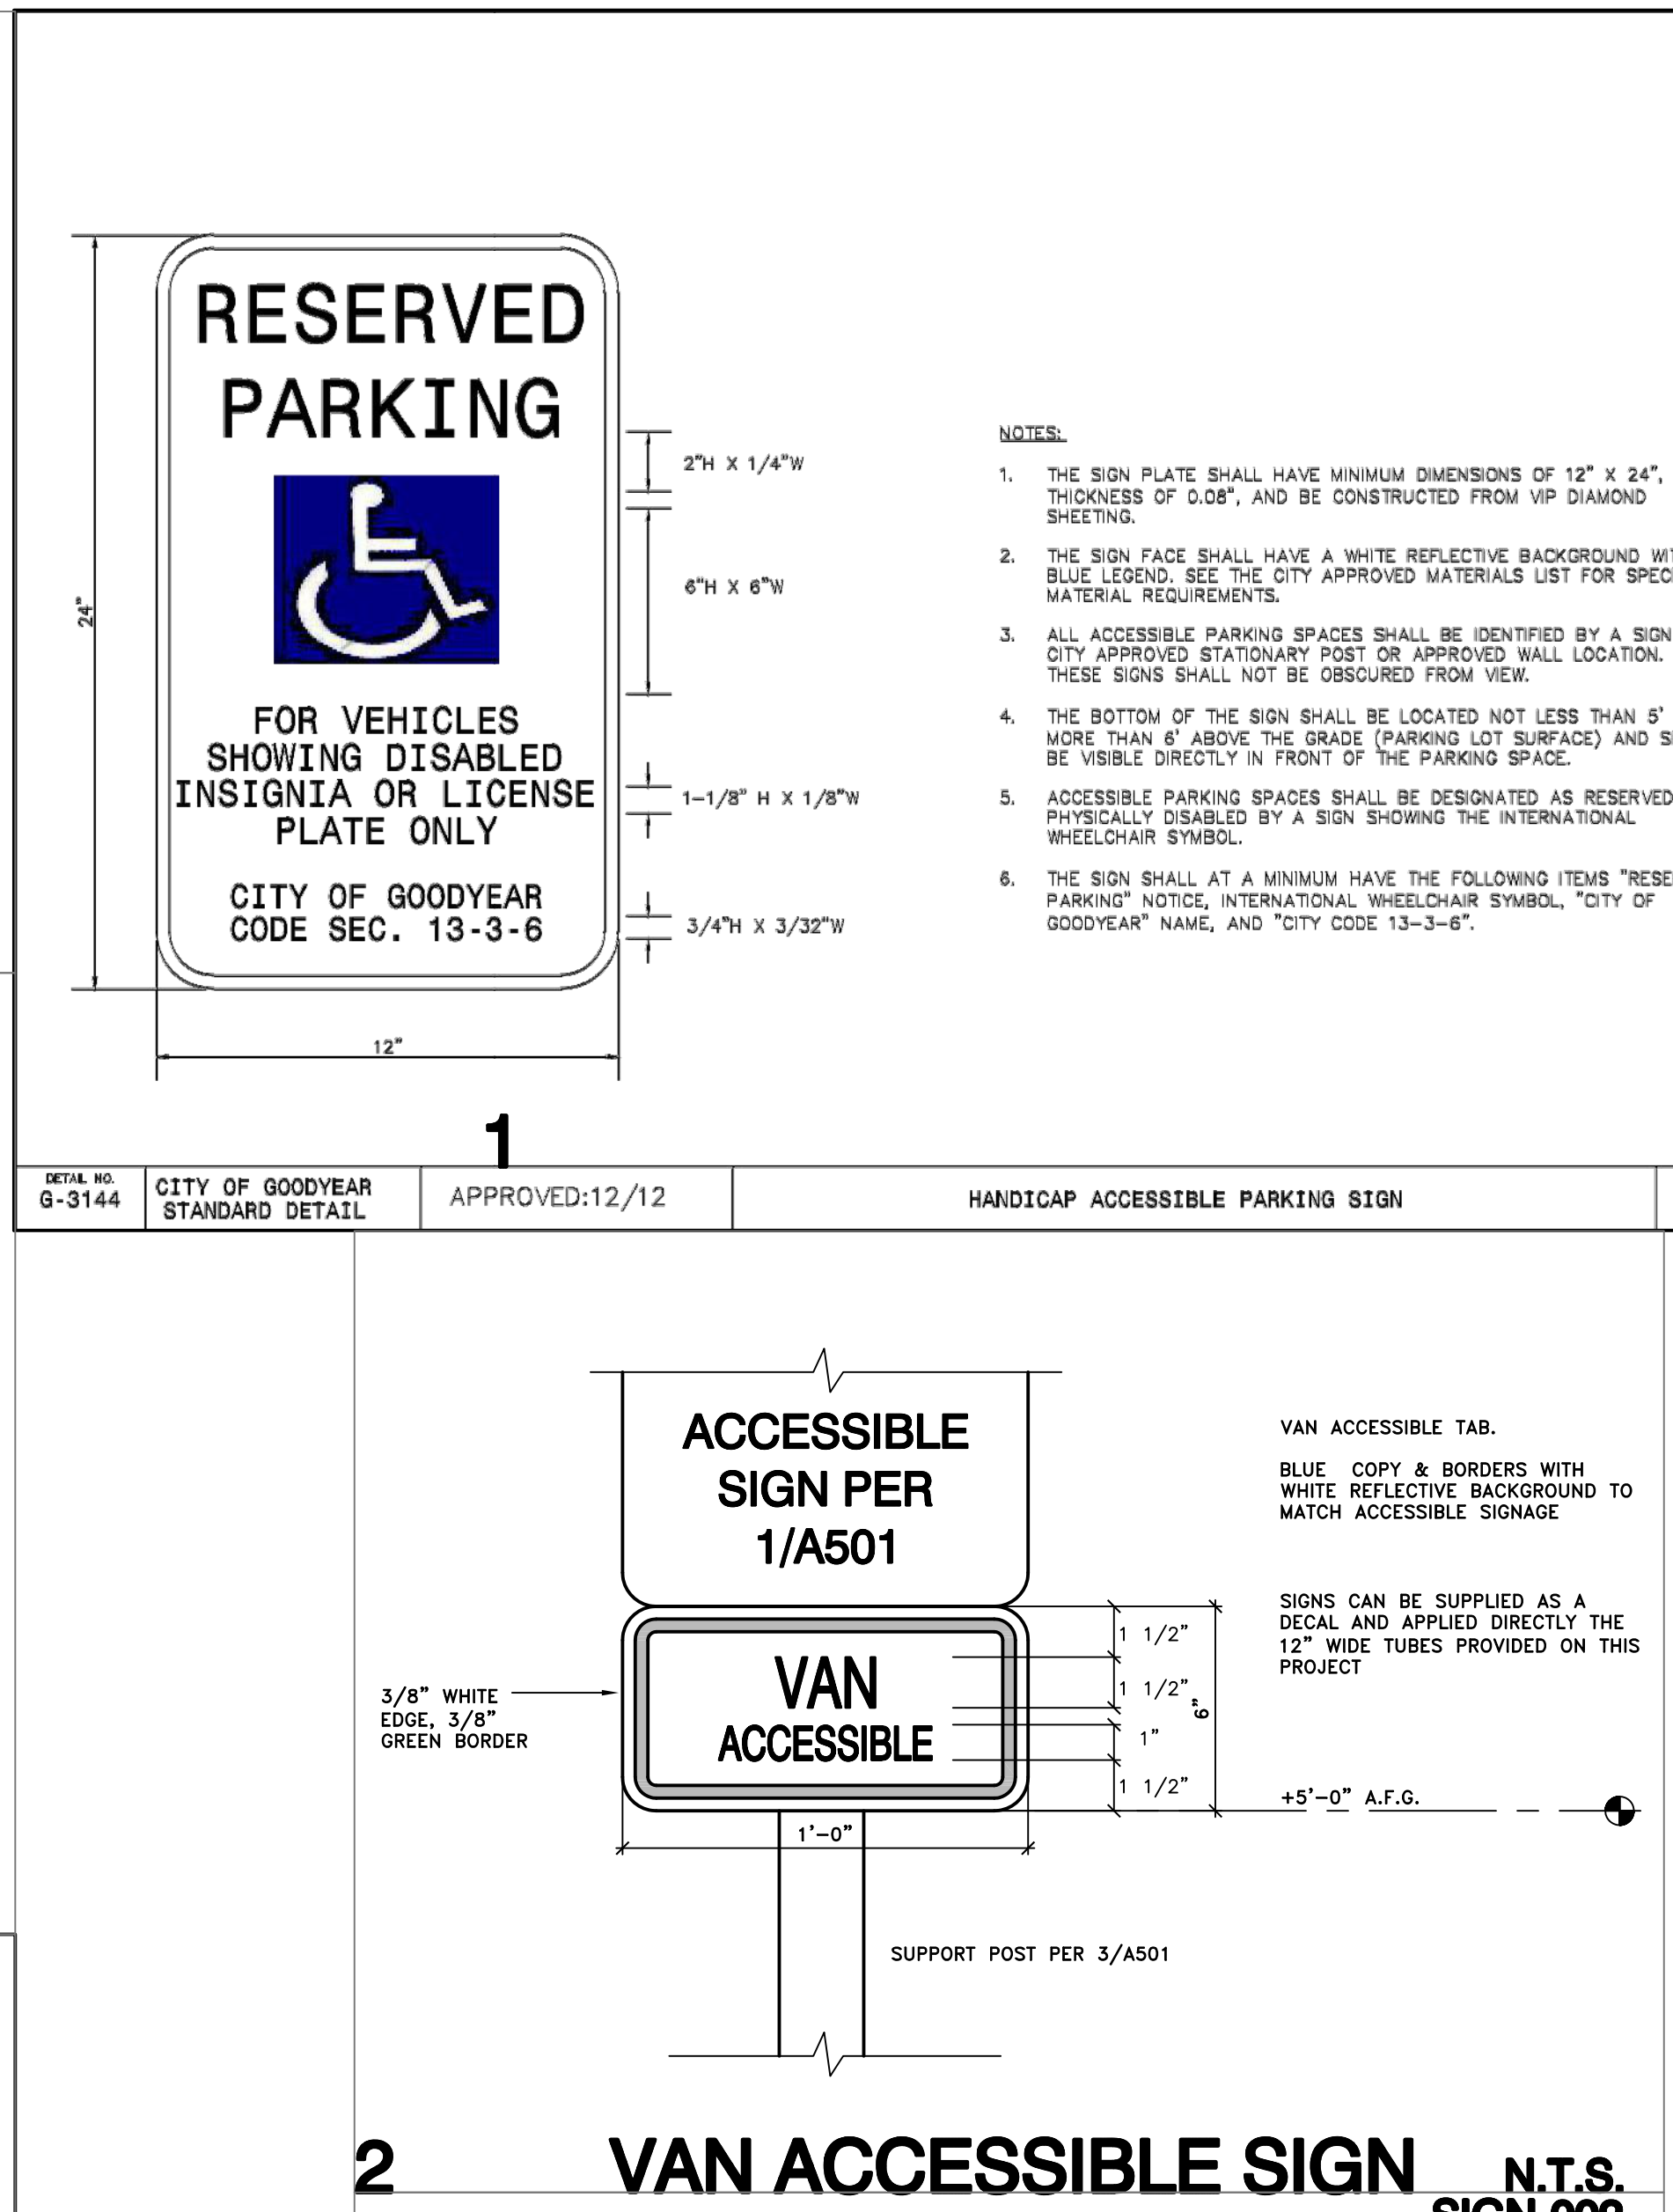 RESERVED
PARKING
FOR VEHICLES
SHOWING DISABLED
INSIGNIA OR LICENSE
PLATE ONLY
CITY OF GOODYEAR
CODE SEC. 13-3-6
24"
12"
2"H X 1/4"W
6"H X 6"W
1-1/8" H X 1/8"W
3/4"H X 3/32"W
NOTES:
1. THE SIGN PLATE SHALL HAVE MINIMUM DIMENSIONS OF 12" X 24",
THICKNESS OF 0.08", AND BE CONSTRUCTED FROM VIP DIAMOND
SHEETING.
2. THE SIGN FACE SHALL HAVE A WHITE REFLECTIVE BACKGROUND
BLUE LEGEND. SEE THE CITY APPROVED MATERIALS LIST FOR
MATERIAL REQUIREMENTS.
3. ALL ACCESSIBLE PARKING SPACES SHALL BE IDENTIFIED BY A SIGN
CITY APPROVED STATIONARY POST OR APPROVED WALL LOCATION.
THESE SIGNS SHALL NOT BE OBSCURED FROM VIEW.
4. THE BOTTOM OF THE SIGN SHALL BE LOCATED NOT LESS THAN 5'
MORE THAN 6' ABOVE THE GRADE (PARKING LOT SURFACE) AND
BE VISIBLE DIRECTLY IN FRONT OF THE PARKING SPACE.
5. ACCESSIBLE PARKING SPACES SHALL BE DESIGNATED AS RESERVED
PHYSICALLY DISABLED BY A SIGN SHOWING THE INTERNATIONAL
WHEELCHAIR SYMBOL.
6. THE SIGN SHALL AT A MINIMUM HAVE THE FOLLOWING ITEMS
PARKING" NOTICE, INTERNATIONAL WHEELCHAIR SYMBOL, "CITY OF
GOODYEAR" NAME, AND "CITY CODE 13-3-6".
1
DETAIL NO.
G-3144
CITY OF GOODYEAR
STANDARD DETAIL
APPROVED:12/12
HANDICAP ACCESSIBLE PARKING SIGN
ACCESSIBLE
SIGN PER
1/A501
VAN
ACCESSIBLE
3/8" WHITE
EDGE, 3/8"
GREEN BORDER
1 1/2"
1 1/2"
1"
1 1/2"
6"
1'-0"
VAN ACCESSIBLE TAB.
BLUE COPY & BORDERS WITH
WHITE REFLECTIVE BACKGROUND TO
MATCH ACCESSIBLE SIGNAGE
SIGNS CAN BE SUPPLIED AS A
DECAL AND APPLIED DIRECTLY THE
12" WIDE TUBES PROVIDED ON THIS
PROJECT
+5'-0" A.F.G.
SUPPORT POST PER 3/A501
2 VAN ACCESSIBLE SIGN N.T.S.